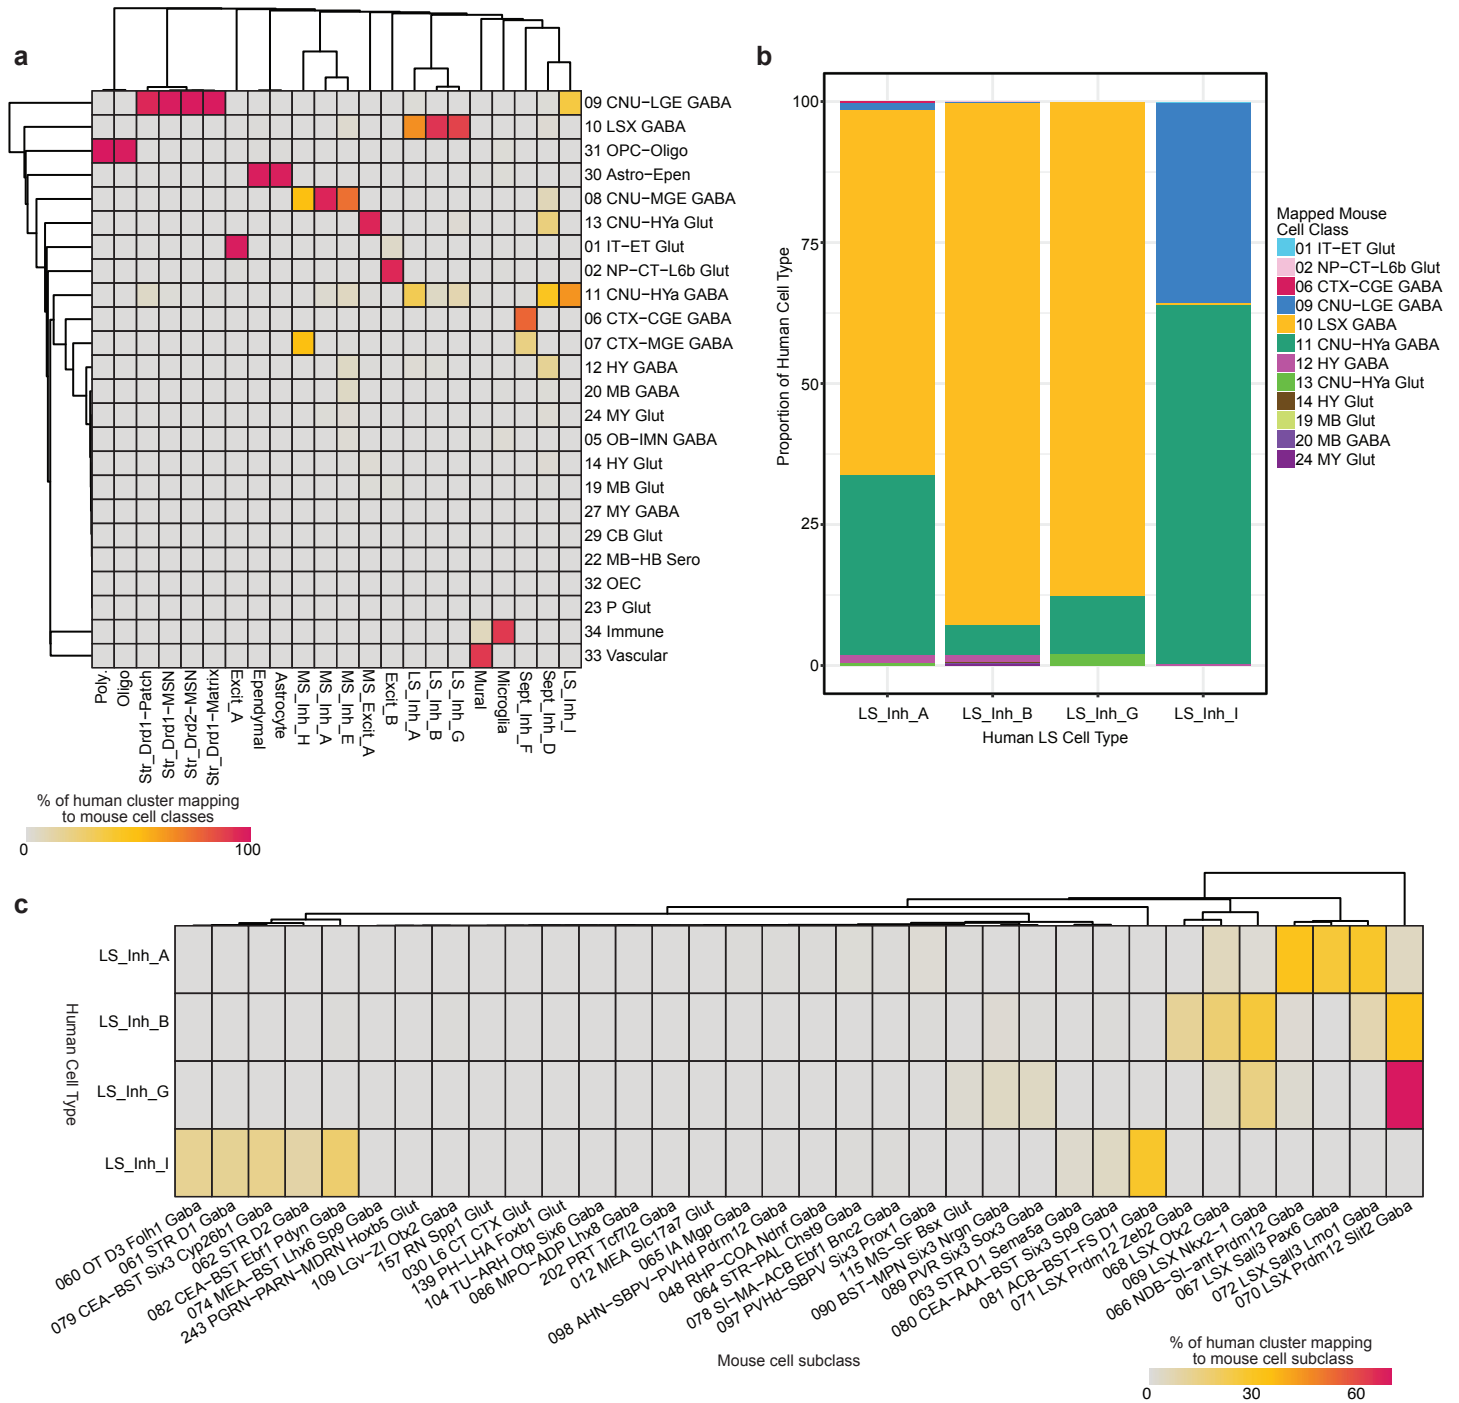 a
09 CNU-LGE GABA
10 LSX GABA
31 OPC-Oligo
30 Astro-Epen
08 CNU-MGE GABA
13 CNU-HYa Glut
01 IT-ET Glut
02 NP-CT-L6b Glut
11 CNU-HYa GABA
06 CTX-CGE GABA
07 CTX-MGE GABA
12 HY GABA
20 MB GABA
24 MY Glut
05 OB-IMN GABA
14 HY Glut
19 MB Glut
27 MY GABA
29 CB Glut
22 MB-HB Sero
32 OEC
23 P Glut
34 Immune
33 Vascular
Poly
Oligo
Str_Drd1-Patch
Str_Drd1-MSN
Str_Drd2-MSN
Str_Drd1-Matrix
Excit_A
Ependymal
Astrocyte
MS_Inh_H
MS_Inh_A
MS_Inh_E
MS_Excit_A
Excit_B
LS_Inh_A
LS_Inh_B
LS_Inh_G
Mural
Microglia
Sept_Inh_F
Sept_Inh_D
LS_Inh_I
% of human cluster mapping
to mouse cell classes
0
100
b
100
75
50
25
0
Proportion of Human Cell Type
LS_Inh_A
LS_Inh_B
LS_Inh_G
LS_Inh_I
Human LS Cell Type
Mapped Mouse
Cell Class
01 IT-ET Glut
02 NP-CT-L6b Glut
06 CTX-CGE GABA
09 CNU-LGE GABA
10 LSX GABA
11 CNU-HYa GABA
12 HY GABA
13 CNU-HYa Glut
14 HY Glut
19 MB Glut
20 MB GABA
24 MY Glut
c
Human Cell Type
LS_Inh_A
LS_Inh_B
LS_Inh_G
LS_Inh_I
060 OT D3 Folh1 Gaba
061 STR D1 Gaba
079 CEA-BST Six3 Cyp26b1 Gaba
062 STR D2 Gaba
082 CEA-BST Ebf1 Pdyn Gaba
074 MEA-BST Lhx6 Sp9 Gaba
243 PGRN-PARN-MDRN Hoxb5 Glut
109 LGv-ZI Otx2 Gaba
157 RN Spp1 Glut
030 L6 CT CTX Glut
139 PH-LHA Foxb1 Glut
104 TU-ARH Otp Six6 Gaba
086 MPO-ADP Lhx8 Gaba
202 PRT Tcf7l2 Gaba
012 MEA Slc17a7 Glut
065 IA Mgp Gaba
098 AHN-SBPV-PVHd Pdrm12 Gaba
048 RHP-COA Ndnf Gaba
064 STR-PAL Chst9 Gaba
078 SI-MA-ACB Ebf1 Bnc2 Gaba
097 PVHd-SBPV Six3 Prox1 Gaba
115 MS-SF Bsx Glut
090 BST-MPN Six3 Nrgn Gaba
089 PVR Six3 Sox3 Gaba
063 STR D1 Sema5a Gaba
080 CEA-AAA-BST Six3 Sp9 Gaba
081 ACB-BST-FS D1 Gaba
071 LSX Prdm12 Zeb2 Gaba
068 LSX Otx2 Gaba
069 LSX Nkx2-1 Gaba
066 NDB-SI-ant Prdm12 Gaba
067 LSX Sall3 Pax6 Gaba
072 LSX Sall3 Lmo1 Gaba
070 LSX Prdm12 Slit2 Gaba
Mouse cell subclass
% of human cluster mapping
to mouse cell subclass
0
30
60